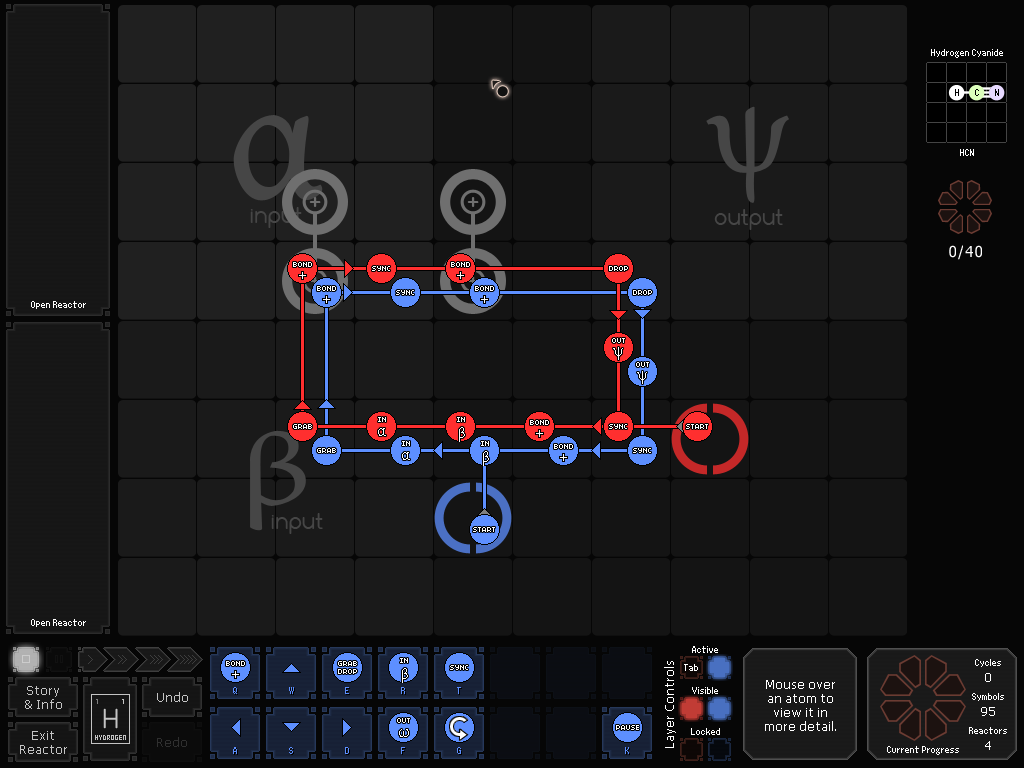 Hydrogen Cyanide
H C N
HCN
α
input
ψ
output
0/40
BOND
+
SYNC
BOND
+
DROP
BOND
+
SYNC
BOND
+
DROP
Open Reactor
OUT
ψ
OUT
ψ
GRAB
IN
α
IN
β
BOND
+
SYNC
START
GRAB
IN
α
IN
β
BOND
+
SYNC
β
input
START
Open Reactor
Story
& Info
Exit
Reactor
1 1
H
HYDROGEN
Undo
Redo
BOND
+
Q
W
GRAB
DROP
E
IN
β
R
SYNC
T
A
S
D
OUT
ω
F
G
PAUSE
K
Layer Controls
Active
Tab
Visible
Locked
Mouse over
an atom to
view it in
more detail.
Cycles
0
Symbols
95
Reactors
4
Current Progress